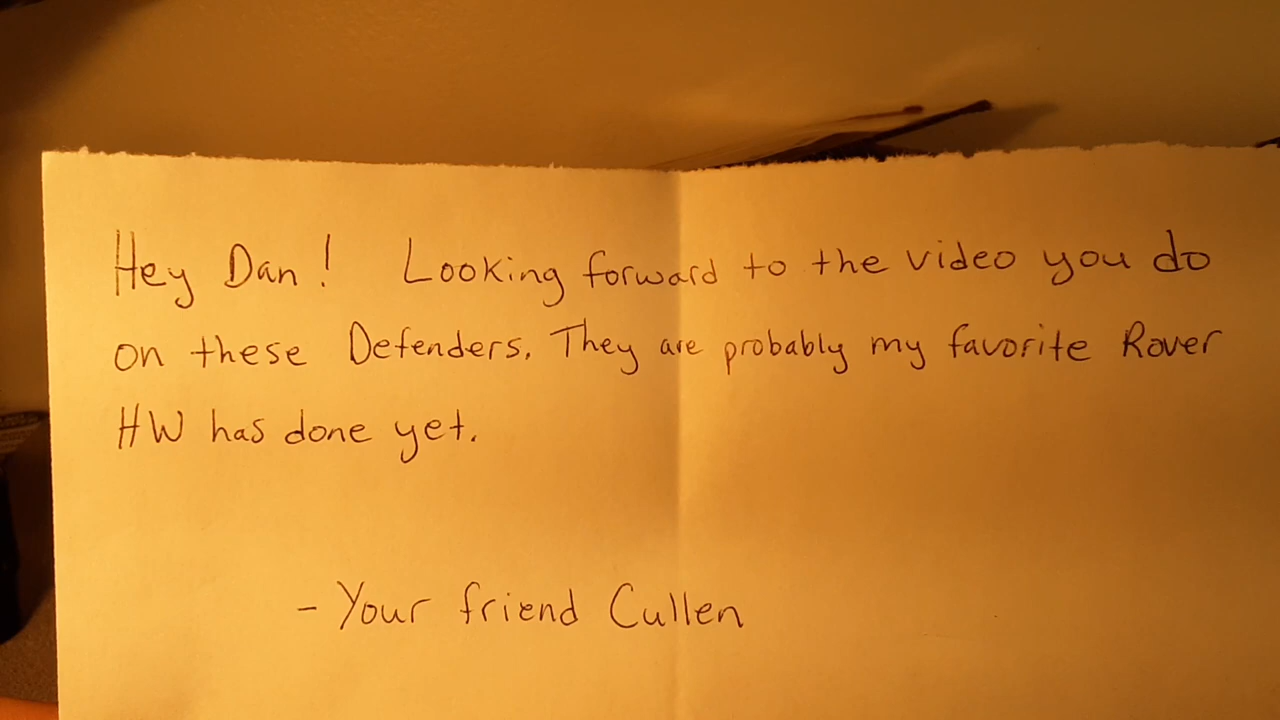 Hey Dan! Looking forward to the video you do
on these Defenders. They are probably my favorite Rover
HW has done yet.
- Your friend Cullen